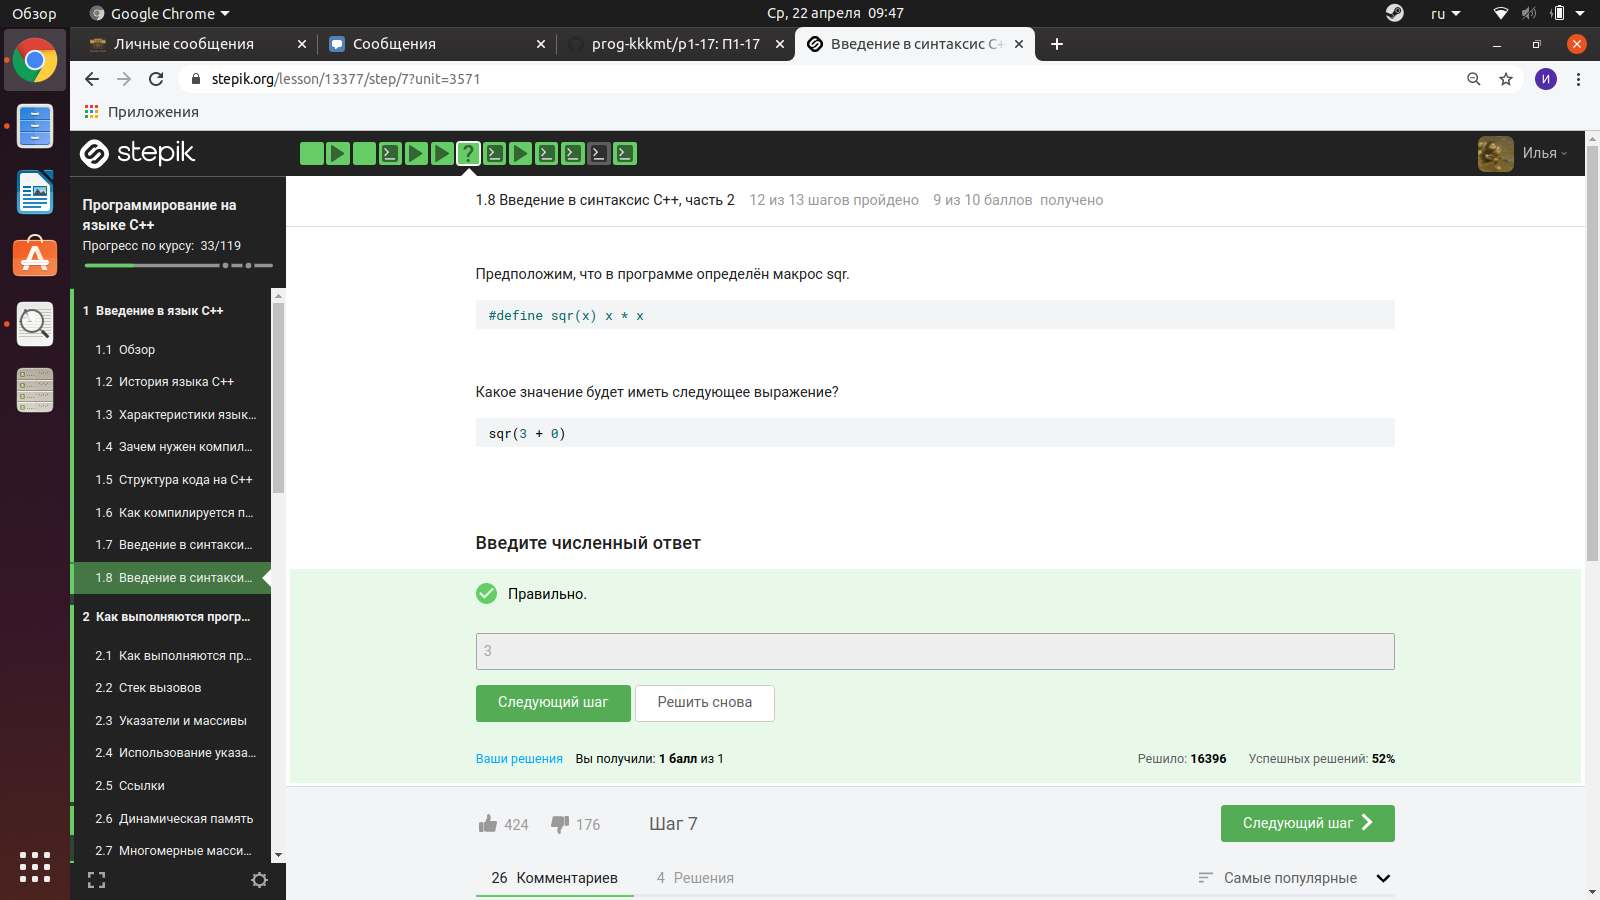 Обзор
Google Chrome
Ср, 22 апреля 09:47
ru
Личные сообщения
Сообщения
prog-kkkmt/p1-17: П1-17
Введение в синтаксис C+
stepik.org/lesson/13377/step/7?unit=3571
И
Приложения
stepik
Илья
Программирование на
языке C++
Прогресс по курсу: 33/119
1 Введение в язык C++
1.1 Обзор
1.2 История языка C++
1.3 Характеристики язык...
1.4 Зачем нужен компил...
1.5 Структура кода на C++
1.6 Как компилируется п...
1.7 Введение в синтакси...
1.8 Введение в синтакси...
2 Как выполняются прогр...
2.1 Как выполняются пр...
2.2 Стек вызовов
2.3 Указатели и массивы
2.4 Использование указа...
2.5 Ссылки
2.6 Динамическая память
2.7 Многомерные масси...
1.8 Введение в синтаксис C++, часть 2 12 из 13 шагов пройдено 9 из 10 баллов получено
Предположим, что в программе определён макрос sqr.
#define sqr(x) x * x
Какое значение будет иметь следующее выражение?
sqr(3 + 0)
Введите численный ответ
Правильно.
3
Следующий шаг
Решить снова
Ваши решения Вы получили: 1 балл из 1
Решило: 16396 Успешных решений: 52%
424 176 Шаг 7
Следующий шаг
26 Комментариев 4 Решения
Самые популярные